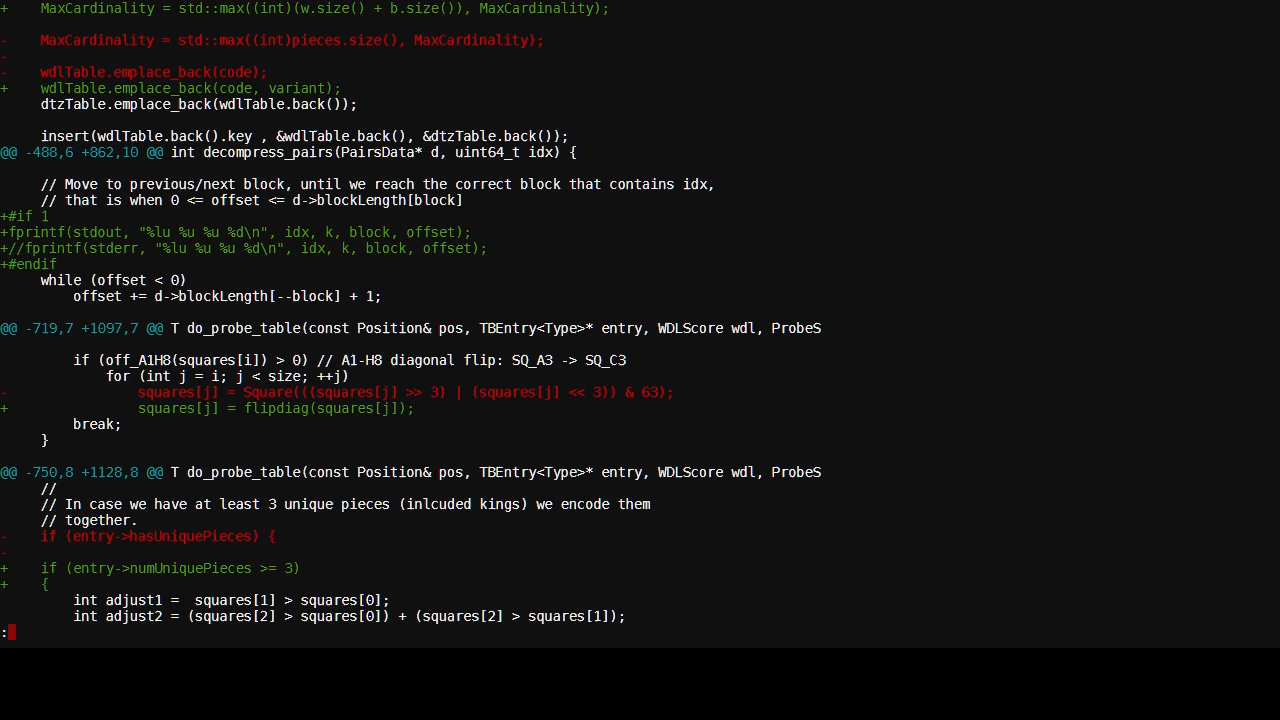 +    MaxCardinality = std::max((int)(w.size() + b.size()), MaxCardinality);

-    MaxCardinality = std::max((int)pieces.size(), MaxCardinality);
-
-    wdlTable.emplace_back(code);
+    wdlTable.emplace_back(code, variant);
     dtzTable.emplace_back(wdlTable.back());

     insert(wdlTable.back().key , &wdlTable.back(), &dtzTable.back());
@@ -488,6 +862,10 @@ int decompress_pairs(PairsData* d, uint64_t idx) {

     // Move to previous/next block, until we reach the correct block that contains idx,
     // that is when 0 <= offset <= d->blockLength[block]
+#if 1
+fprintf(stdout, "%lu %u %u %d\n", idx, k, block, offset);
+//fprintf(stderr, "%lu %u %u %d\n", idx, k, block, offset);
+#endif
     while (offset < 0)
         offset += d->blockLength[--block] + 1;

@@ -719,7 +1097,7 @@ T do_probe_table(const Position& pos, TBEntry<Type>* entry, WDLScore wdl, ProbeS

         if (off_A1H8(squares[i]) > 0) // A1-H8 diagonal flip: SQ_A3 -> SQ_C3
             for (int j = i; j < size; ++j)
-                squares[j] = Square(((squares[j] >> 3) | (squares[j] << 3)) & 63);
+                squares[j] = flipdiag(squares[j]);
         break;
     }

@@ -750,8 +1128,8 @@ T do_probe_table(const Position& pos, TBEntry<Type>* entry, WDLScore wdl, ProbeS
     //
     // In case we have at least 3 unique pieces (inlcuded kings) we encode them
     // together.
-    if (entry->hasUniquePieces) {
-
+    if (entry->numUniquePieces >= 3)
+    {
         int adjust1 =  squares[1] > squares[0];
         int adjust2 = (squares[2] > squares[0]) + (squares[2] > squares[1]);
: